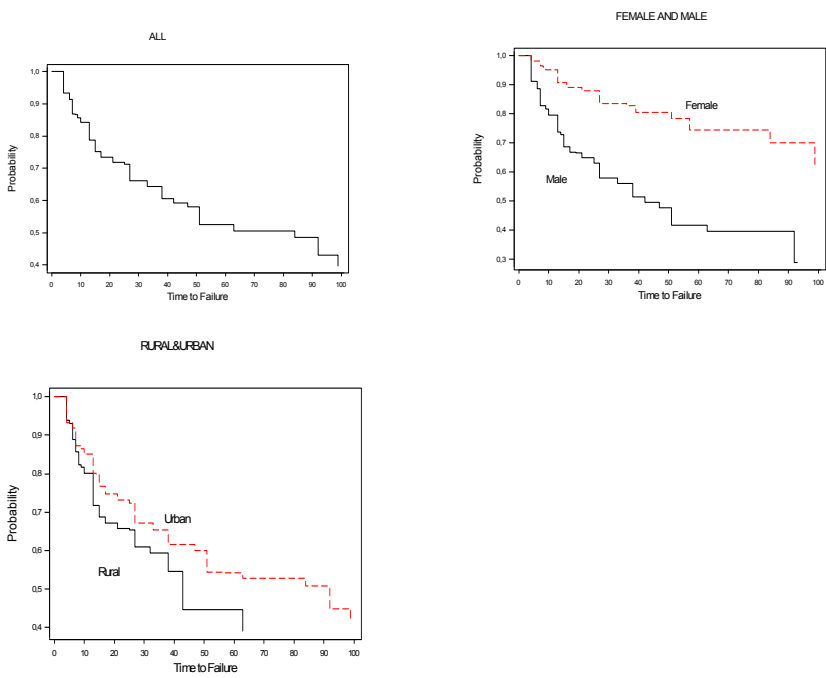 ALL
1,0
0,9
0,8
0,7
0,6
0,5
0,4
Probability
0 10 20 30 40 50 60 70 80 90 100
Time to Failure
FEMALE AND MALE
1,0
0,9
0,8
0,7
0,6
0,5
0,4
0,3
Probability
Female
Male
0 10 20 30 40 50 60 70 80 90 100
Time to Failure
RURAL&URBAN
1,0
0,9
0,8
0,7
0,6
0,5
0,4
Probability
Urban
Rural
0 10 20 30 40 50 60 70 80 90 100
Time to Failure